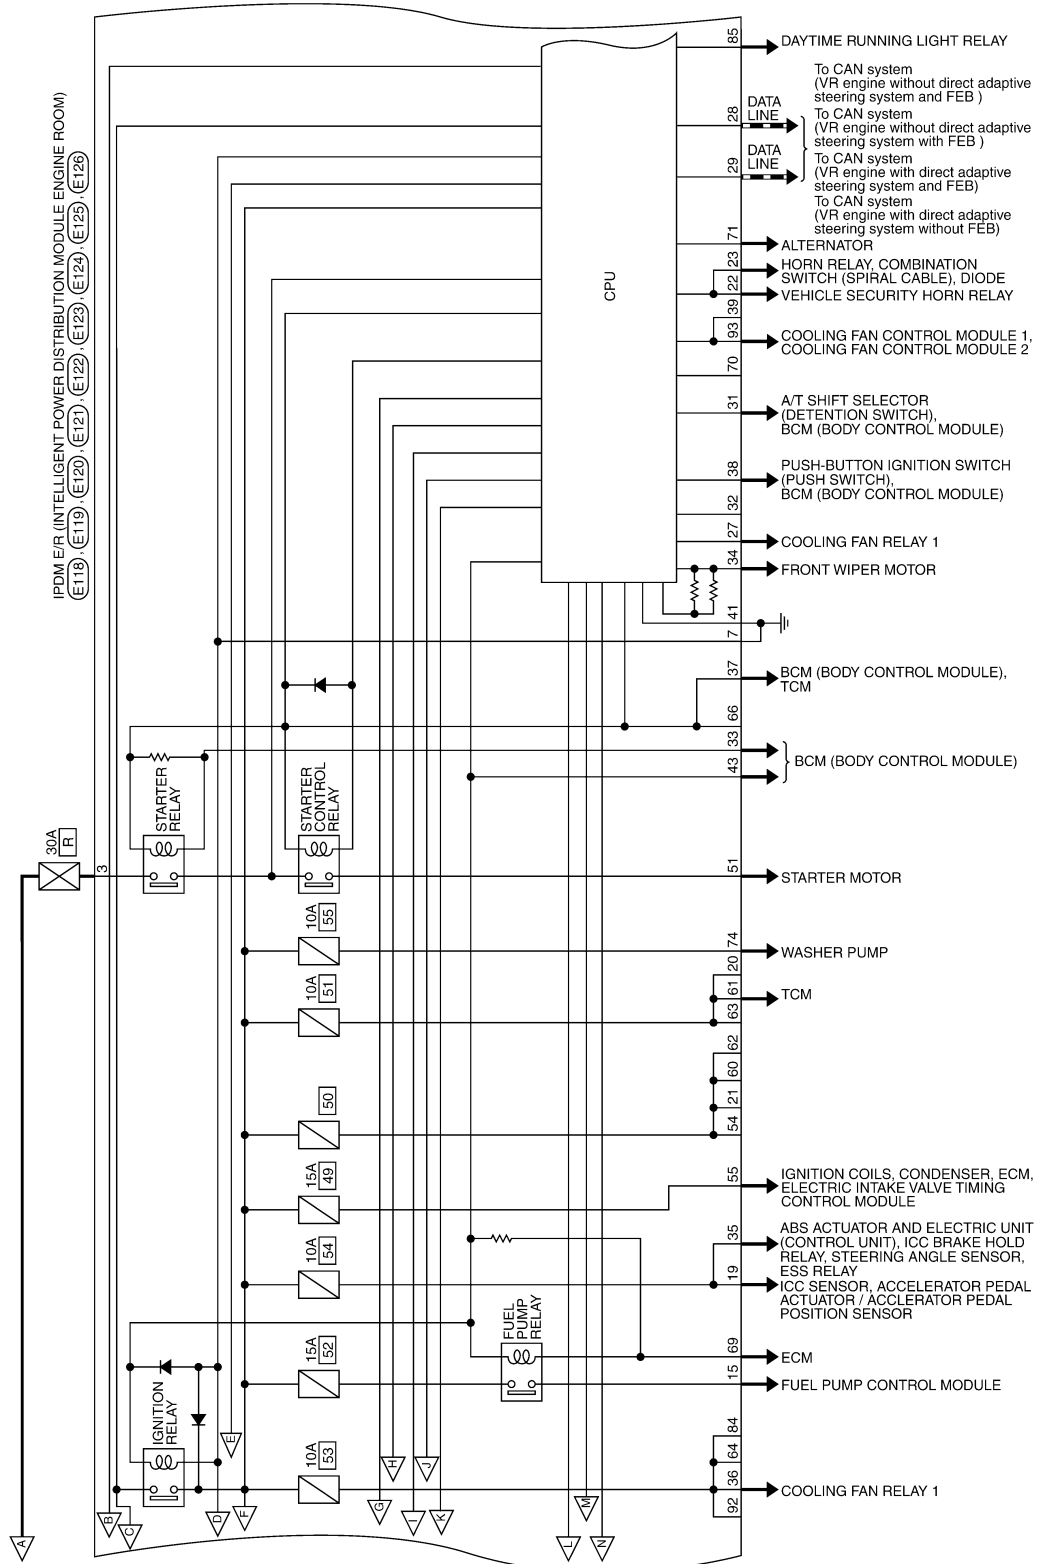 IPDM E/R (INTELLIGENT POWER DISTRIBUTION MODULE ENGINE ROOM)
E118 , E119 , E120 , E121 , E122 , E123 , E124 , E125 , E126
CPU
85
DAYTIME RUNNING LIGHT RELAY
To CAN system
(VR engine without direct adaptive
steering system and FEB )
28
DATA
LINE
To CAN system
(VR engine without direct adaptive
steering system with FEB )
29
DATA
LINE
To CAN system
(VR engine with direct adaptive
steering system and FEB)
To CAN system
(VR engine with direct adaptive
steering system without FEB)
71
ALTERNATOR
23
HORN RELAY, COMBINATION
SWITCH (SPIRAL CABLE), DIODE
22
VEHICLE SECURITY HORN RELAY
39
93
COOLING FAN CONTROL MODULE 1,
COOLING FAN CONTROL MODULE 2
70
31
A/T SHIFT SELECTOR
(DETENTION SWITCH),
BCM (BODY CONTROL MODULE)
38
PUSH-BUTTON IGNITION SWITCH
(PUSH SWITCH),
BCM (BODY CONTROL MODULE)
32
27
COOLING FAN RELAY 1
34
FRONT WIPER MOTOR
41
7
37
BCM (BODY CONTROL MODULE),
TCM
66
33
43
BCM (BODY CONTROL MODULE)
STARTER
RELAY
STARTER
CONTROL
RELAY
30A
R
3
51
STARTER MOTOR
10A
55
74
WASHER PUMP
10A
51
20
61
63
TCM
50
62
60
21
54
15A
49
55
IGNITION COILS, CONDENSER, ECM,
ELECTRIC INTAKE VALVE TIMING
CONTROL MODULE
10A
54
35
ABS ACTUATOR AND ELECTRIC UNIT
(CONTROL UNIT), ICC BRAKE HOLD
RELAY, STEERING ANGLE SENSOR,
ESS RELAY
19
ICC SENSOR, ACCELERATOR PEDAL
ACTUATOR / ACCLERATOR PEDAL
POSITION SENSOR
FUEL
PUMP
RELAY
15A
52
69
ECM
15
FUEL PUMP CONTROL MODULE
IGNITION
RELAY
10A
53
84
64
36
92
COOLING FAN RELAY 1
A
B
C
D
E
F
G
H
I
J
K
L
M
N